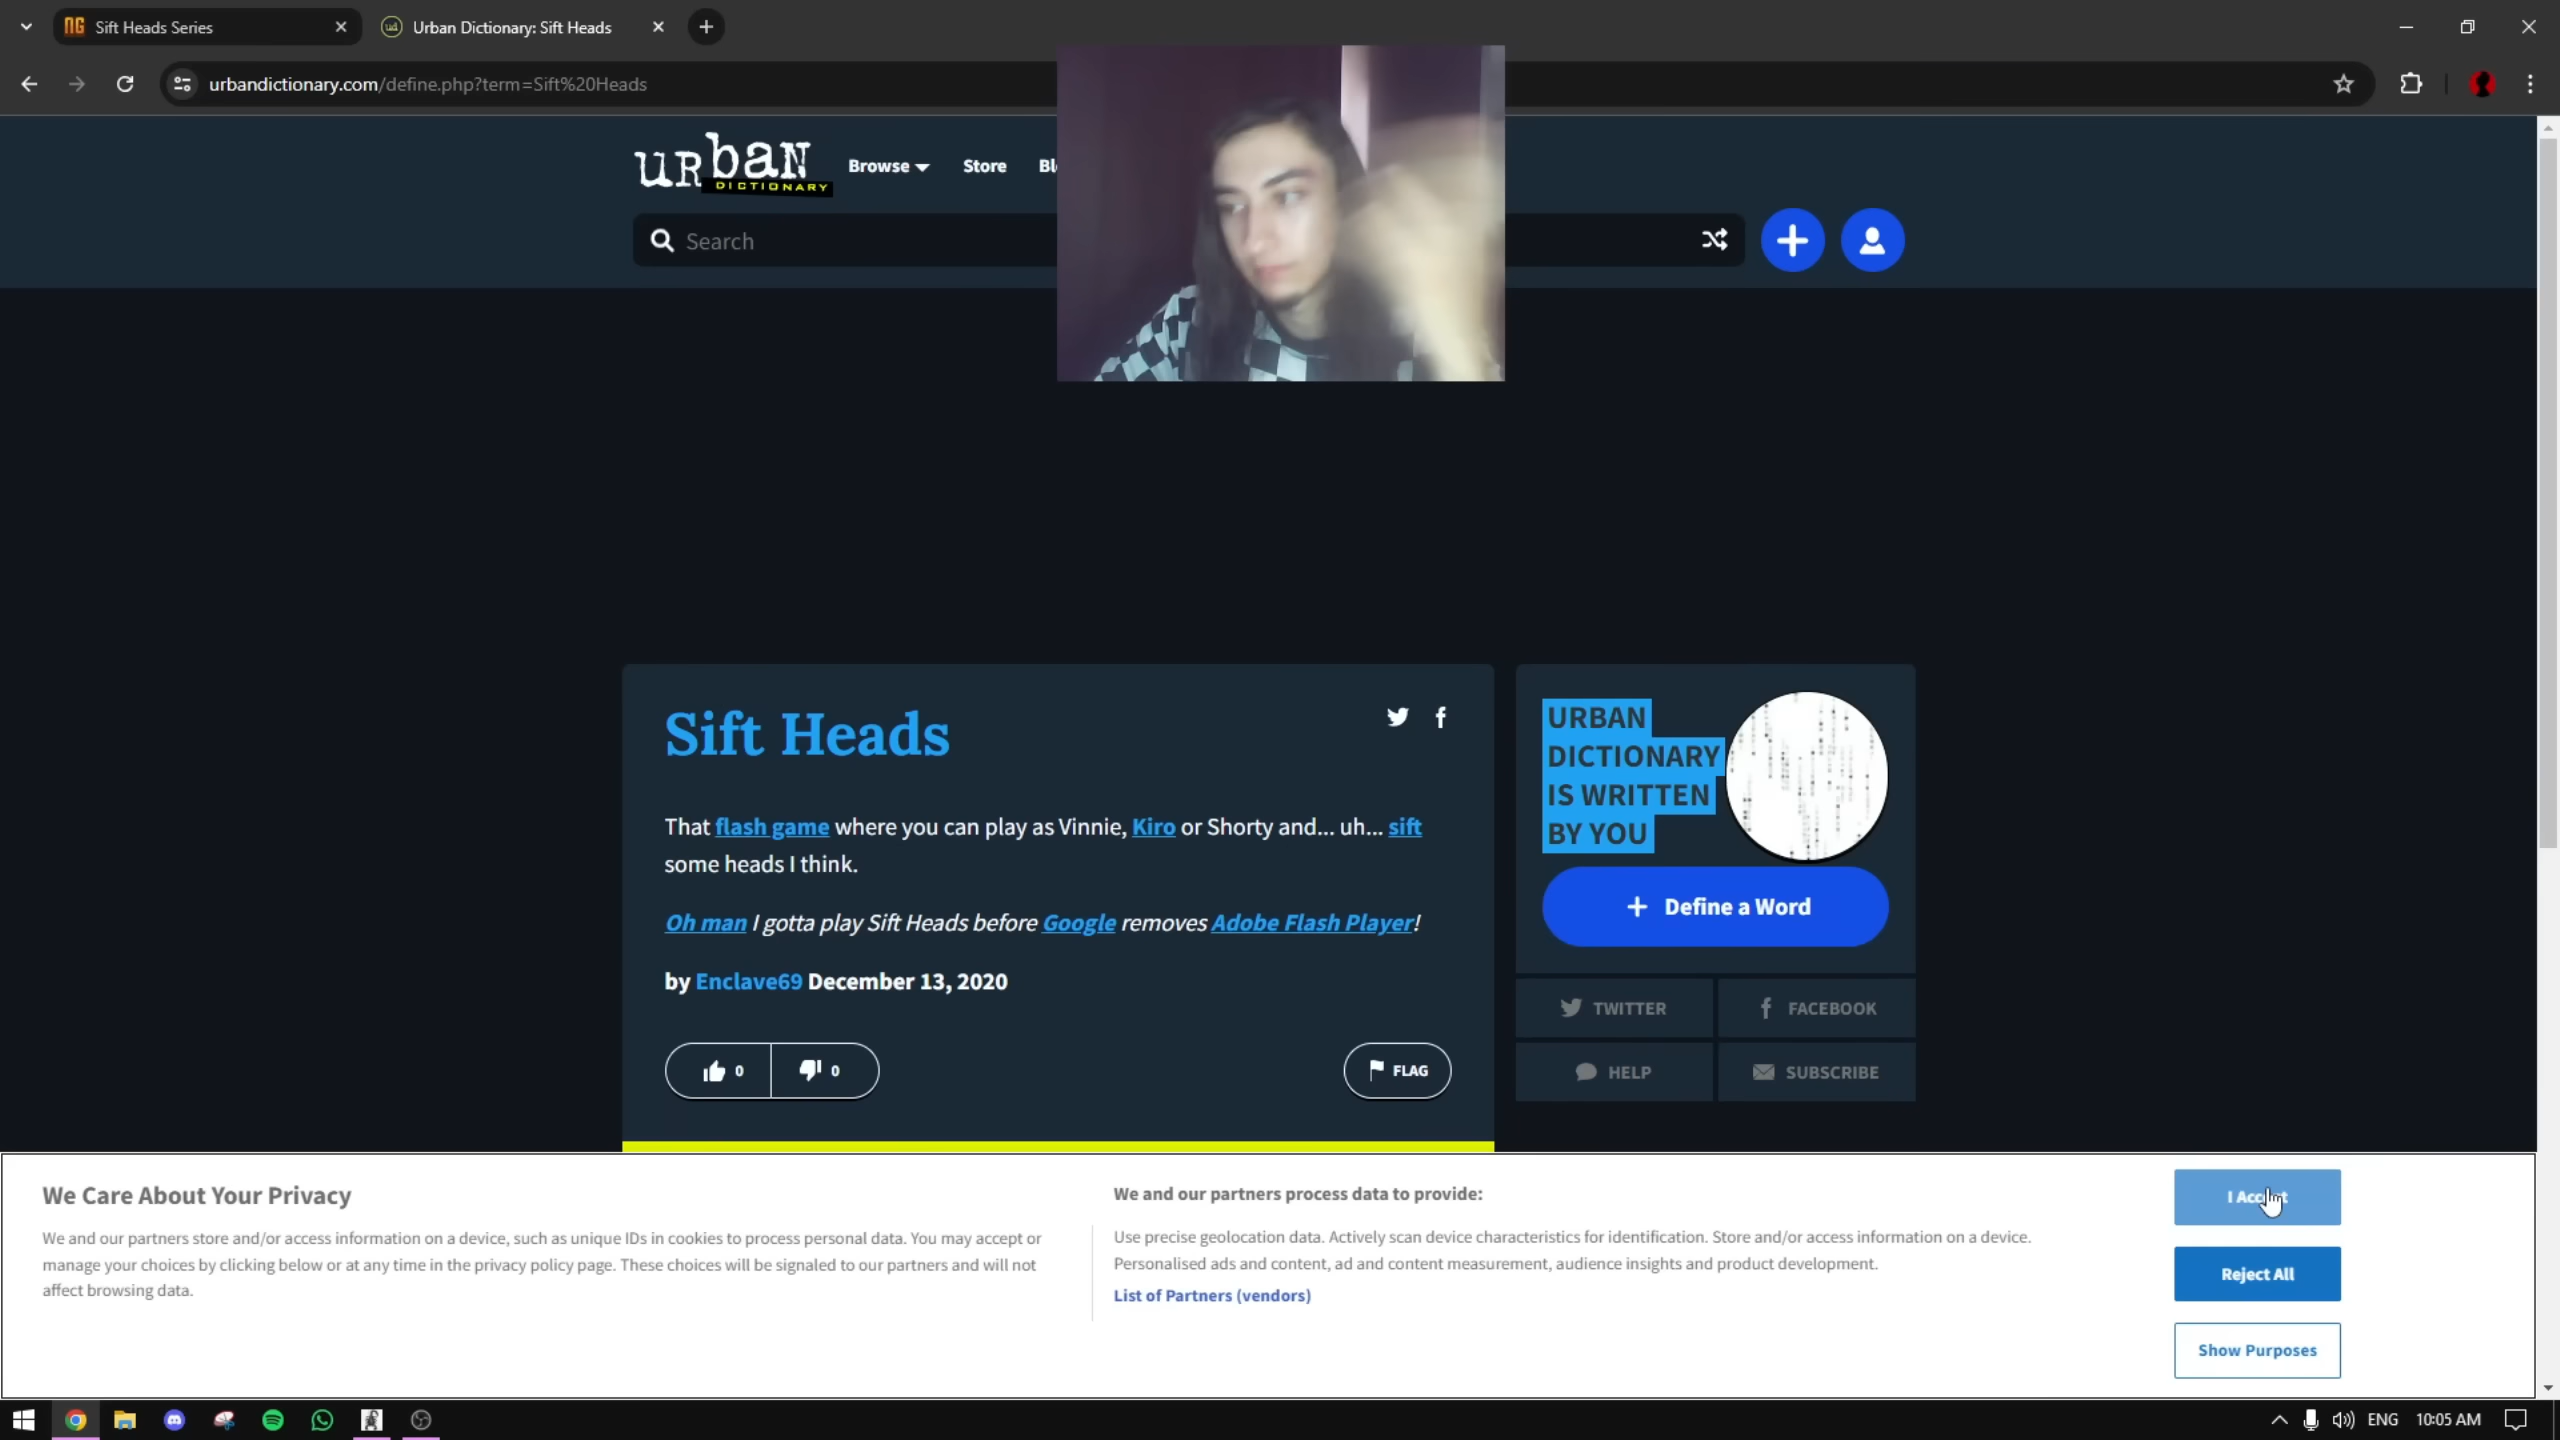 Sift Heads Series
Urban Dictionary: Sift Heads
urbandictionary.com/define.php?term=Sift%20Heads
urban
DICTIONARY
Browse
Store
Search
Sift Heads
That flash game where you can play as Vinnie, Kiro or Shorty and... uh... sift
some heads I think.
Oh man I gotta play Sift Heads before Google removes Adobe Flash Player!
by Enclave69 December 13, 2020
0
0
FLAG
URBAN
DICTIONARY
IS WRITTEN
BY YOU
Define a Word
TWITTER
FACEBOOK
HELP
SUBSCRIBE
We Care About Your Privacy
We and our partners store and/or access information on a device, such as unique IDs in cookies to process personal data. You may accept or
manage your choices by clicking below or at any time in the privacy policy page. These choices will be signaled to our partners and will not
affect browsing data.
We and our partners process data to provide:
Use precise geolocation data. Actively scan device characteristics for identification. Store and/or access information on a device.
Personalised ads and content, ad and content measurement, audience insights and product development.
List of Partners (vendors)
I Accept
Reject All
Show Purposes
ENG
10:05 AM